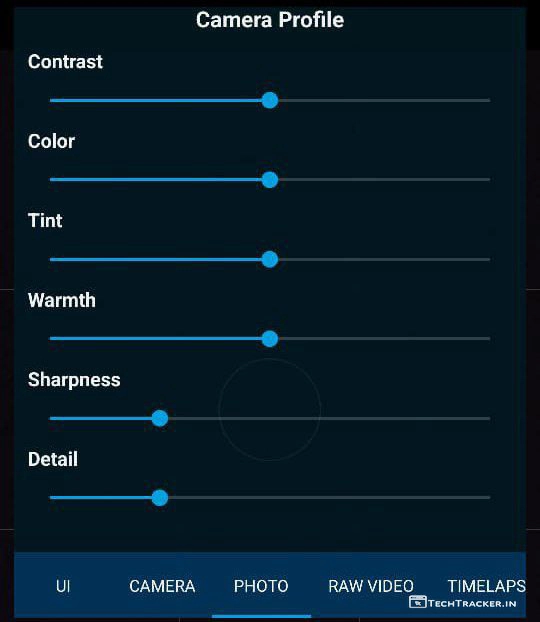 Camera Profile
Contrast
Color
Tint
Warmth
Sharpness
Detail
UI CAMERA PHOTO RAW VIDEO TIMELAPS
TECHTRACKER.IN